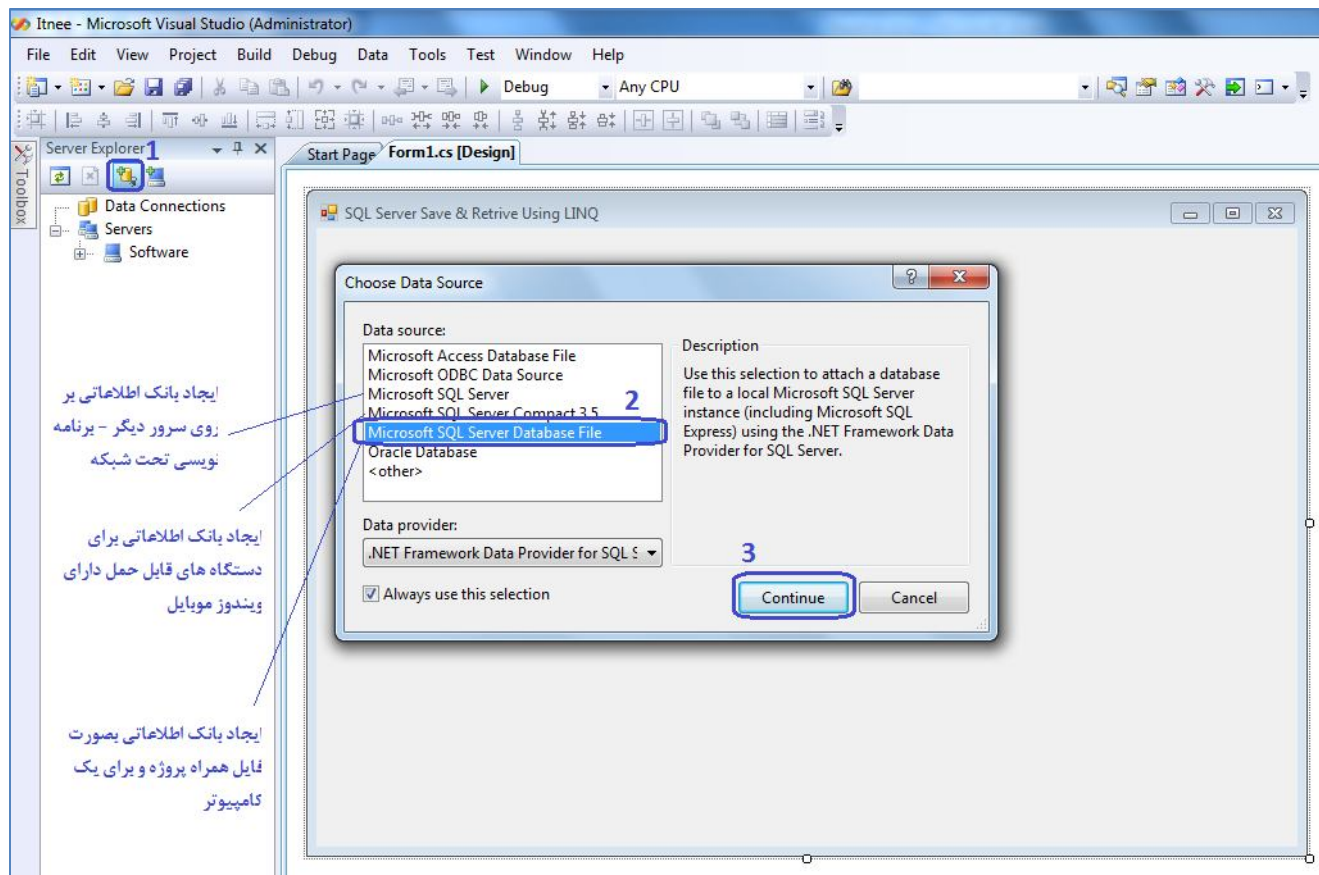 Itnee - Microsoft Visual Studio (Administrator)
File Edit View Project Build Debug Data Tools Test Window Help
Debug Any CPU
Server Explorer 1
Toolbox
Start Page Form1.cs [Design]
Data Connections
Servers
Software
SQL Server Save & Retrive Using LINQ
Choose Data Source
Data source:
Microsoft Access Database File
Microsoft ODBC Data Source
Microsoft SQL Server
Microsoft SQL Server Compact 3.5
2
Microsoft SQL Server Database File
Oracle Database
<other>
Description
Use this selection to attach a database
file to a local Microsoft SQL Server
instance (including Microsoft SQL
Express) using the .NET Framework Data
Provider for SQL Server.
Data provider:
.NET Framework Data Provider for SQL S
Always use this selection
3
Continue Cancel
ایجاد بانک اطلاعاتی بر
روی سرور دیگر - برنامه
نویسی تحت شبکه
ایجاد بانک اطلاعاتی برای
دستگاه های قابل حمل دارای
ویندوز موبایل
ایجاد بانک اطلاعاتی بصورت
فایل همراه پروژه و برای یک
کامپیوتر